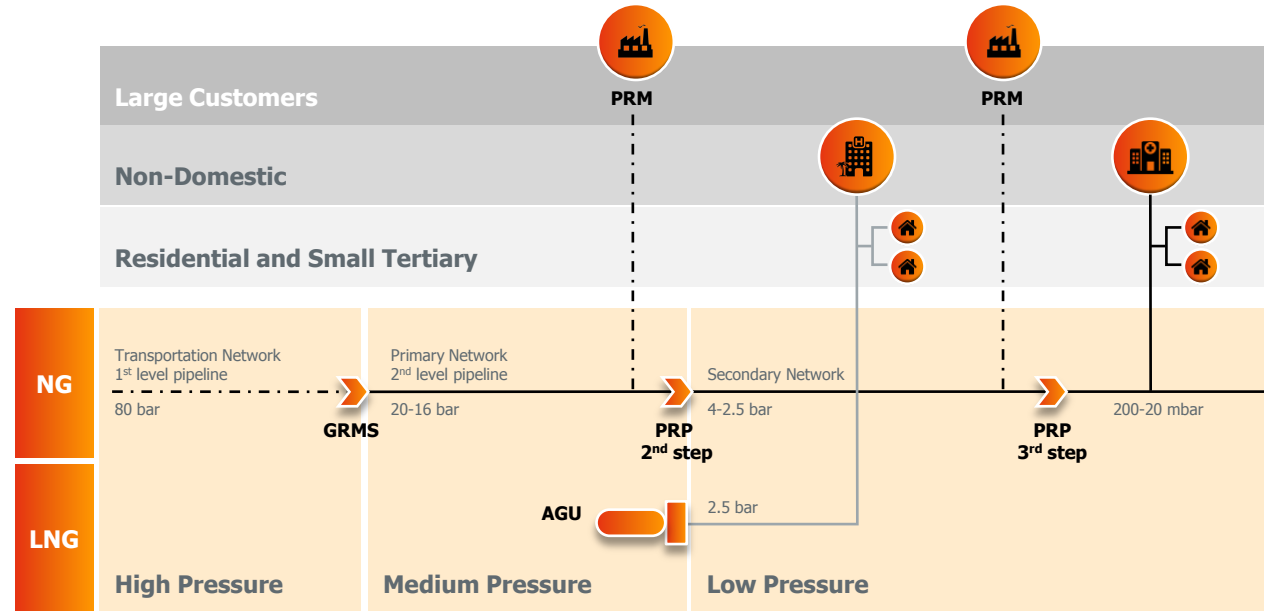 Large Customers
PRM
PRM
Non-Domestic
Residential and Small Tertiary
NG
Transportation Network
1st level pipeline
80 bar
GRMS
Primary Network
2nd level pipeline
20-16 bar
PRP
2nd step
Secondary Network
4-2.5 bar
PRP
3rd step
200-20 mbar
LNG
AGU
2.5 bar
High Pressure
Medium Pressure
Low Pressure